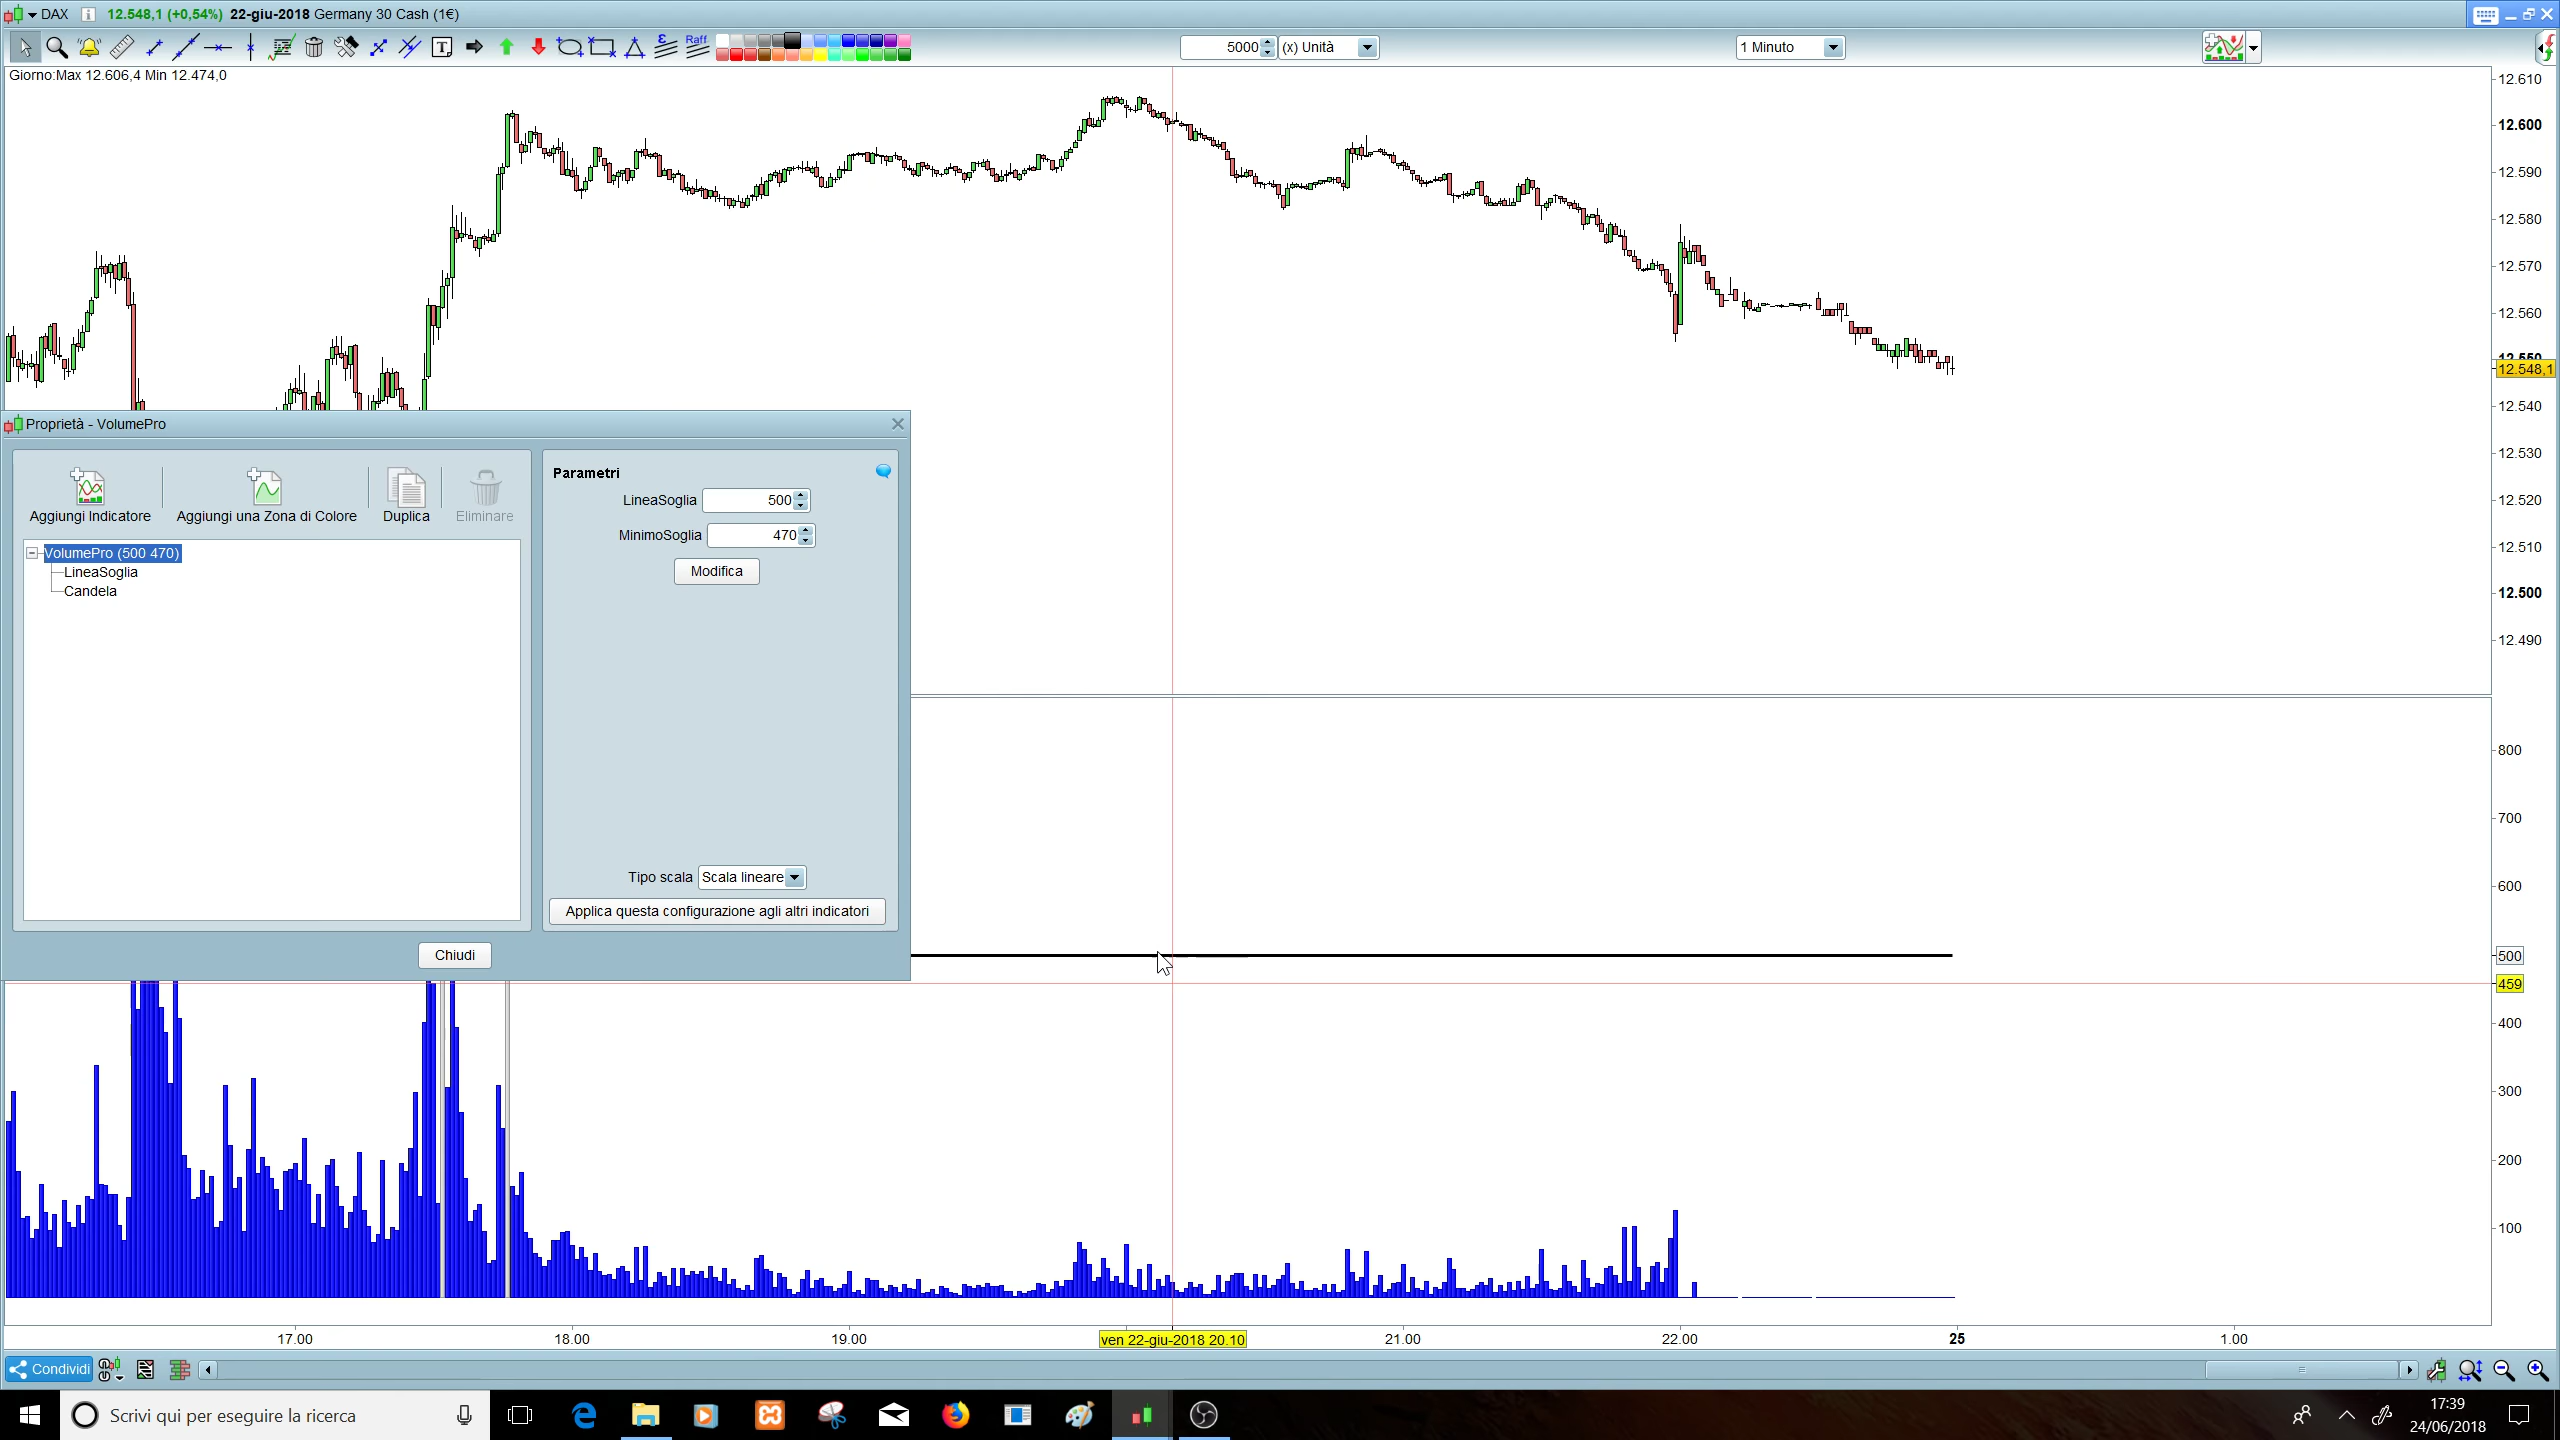 DAX 12.548,1 (+0,54%) 22-giu-2018 Germany 30 Cash (1€)
T Raff 5000 (x) Unità 1 Minuto
Giorno:Max 12.606,4 Min 12.474,0
12.610
12.600
12.590
12.580
12.570
12.560
12.550
12.548,1
12.540
12.530
12.520
12.510
12.500
12.490
Proprietà - VolumePro
Aggiungi Indicatore Aggiungi una Zona di Colore Duplica Eliminare
VolumePro (500 470)
LineaSoglia
Candela
Parametri
LineaSoglia 500
MinimoSoglia 470
Modifica
Tipo scala Scala lineare
Applica questa configurazione agli altri indicatori
Chiudi
800
700
600
500
459
400
300
200
100
17.00 18.00 19.00 ven 22-giu-2018 20.10 21.00 22.00 25 1.00
Condividi
Scrivi qui per eseguire la ricerca
17:39
24/06/2018